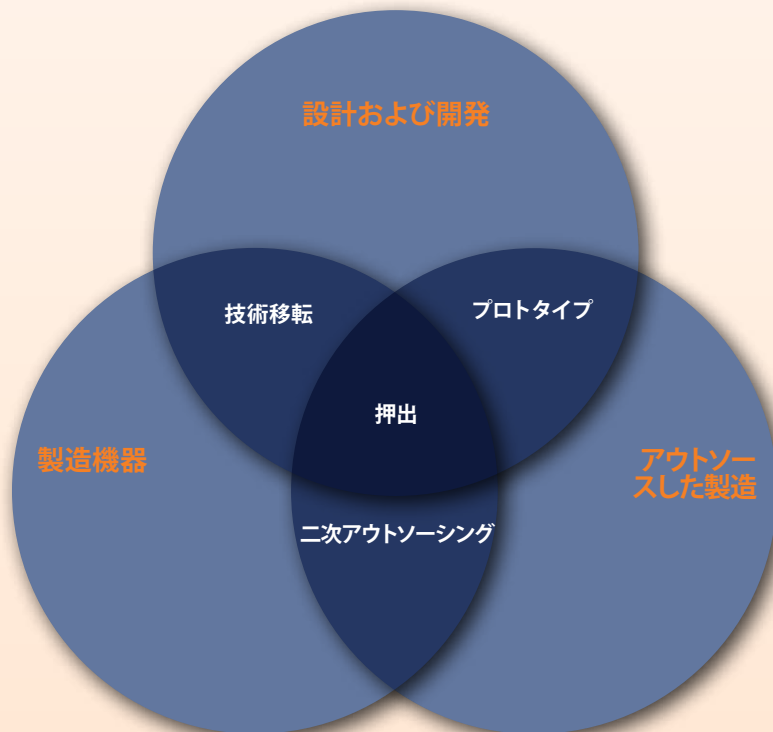 設計および開発
技術移転
プロトタイプ
押出
製造機器
アウトソー
スした製造
二次アウトソーシング